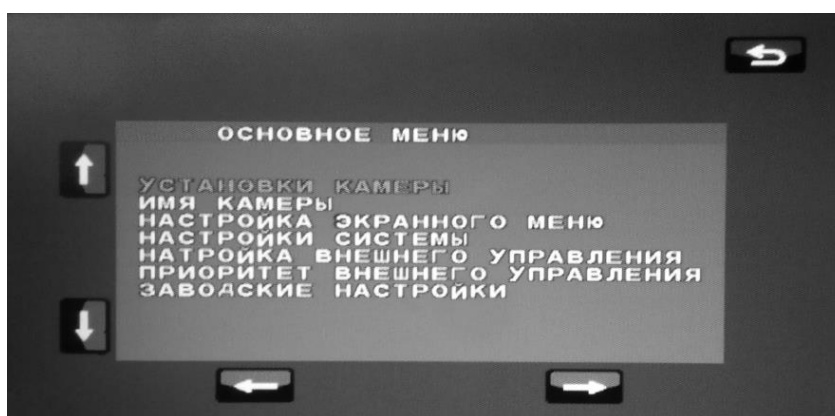 ОСНОВНОЕ МЕНЮ
УСТАНОВКИ КАМЕРЫ
ИМЯ КАМЕРЫ
НАСТРОЙКА ЭКРАННОГО МЕНЮ
НАСТРОЙКИ СИСТЕМЫ
НАТРОЙКА ВНЕШНЕГО УПРАВЛЕНИЯ
ПРИОРИТЕТ ВНЕШНЕГО УПРАВЛЕНИЯ
ЗАВОДСКИЕ НАСТРОЙКИ